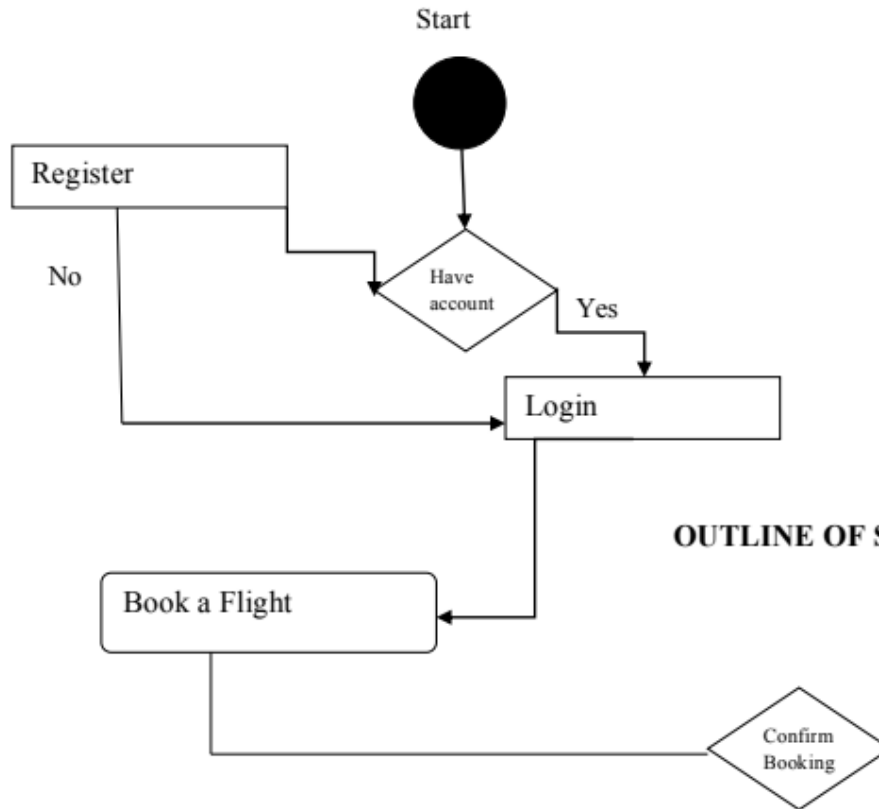 Start
Register
No
Have
account
Yes
Login
OUTLINE OF
Book a Flight
Confirm
Booking